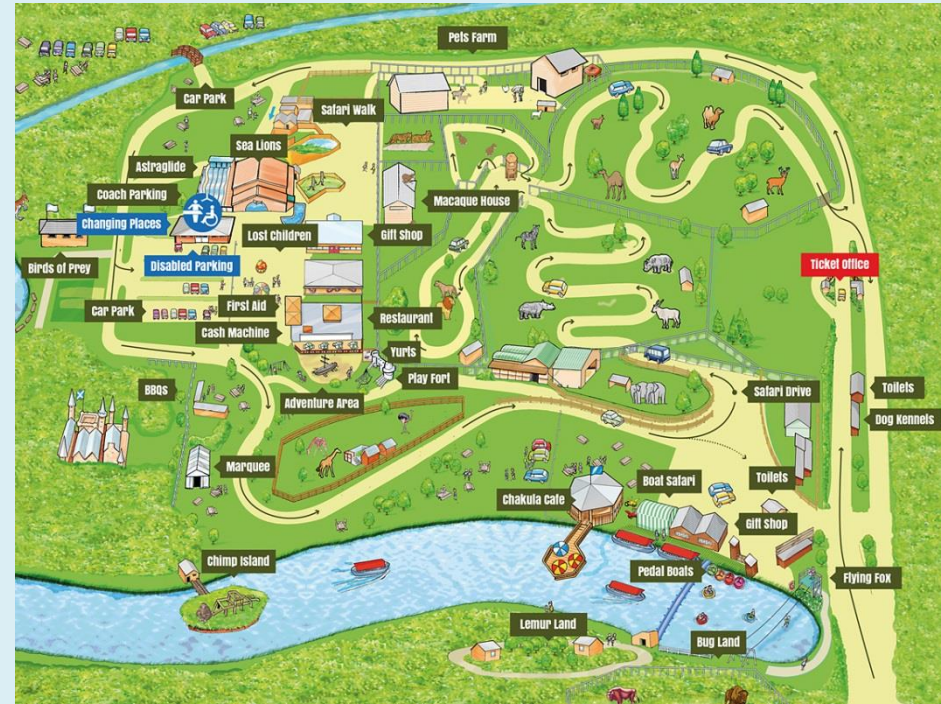 Pets Farm
Car Park
Safari Walk
Sea Lions
Astraglide
Coach Parking
Macaque House
Changing Places
Lost Children
Gift Shop
Birds of Prey
Disabled Parking
Ticket Office
Car Park
First Aid
Restaurant
Cash Machine
Yurts
Play Fort
BBQs
Adventure Area
Safari Drive
Toilets
Dog Kennels
Marquee
Boat Safari
Toilets
Chakula Cafe
Gift Shop
Chimp Island
Pedal Boats
Flying Fox
Lemur Land
Bug Land